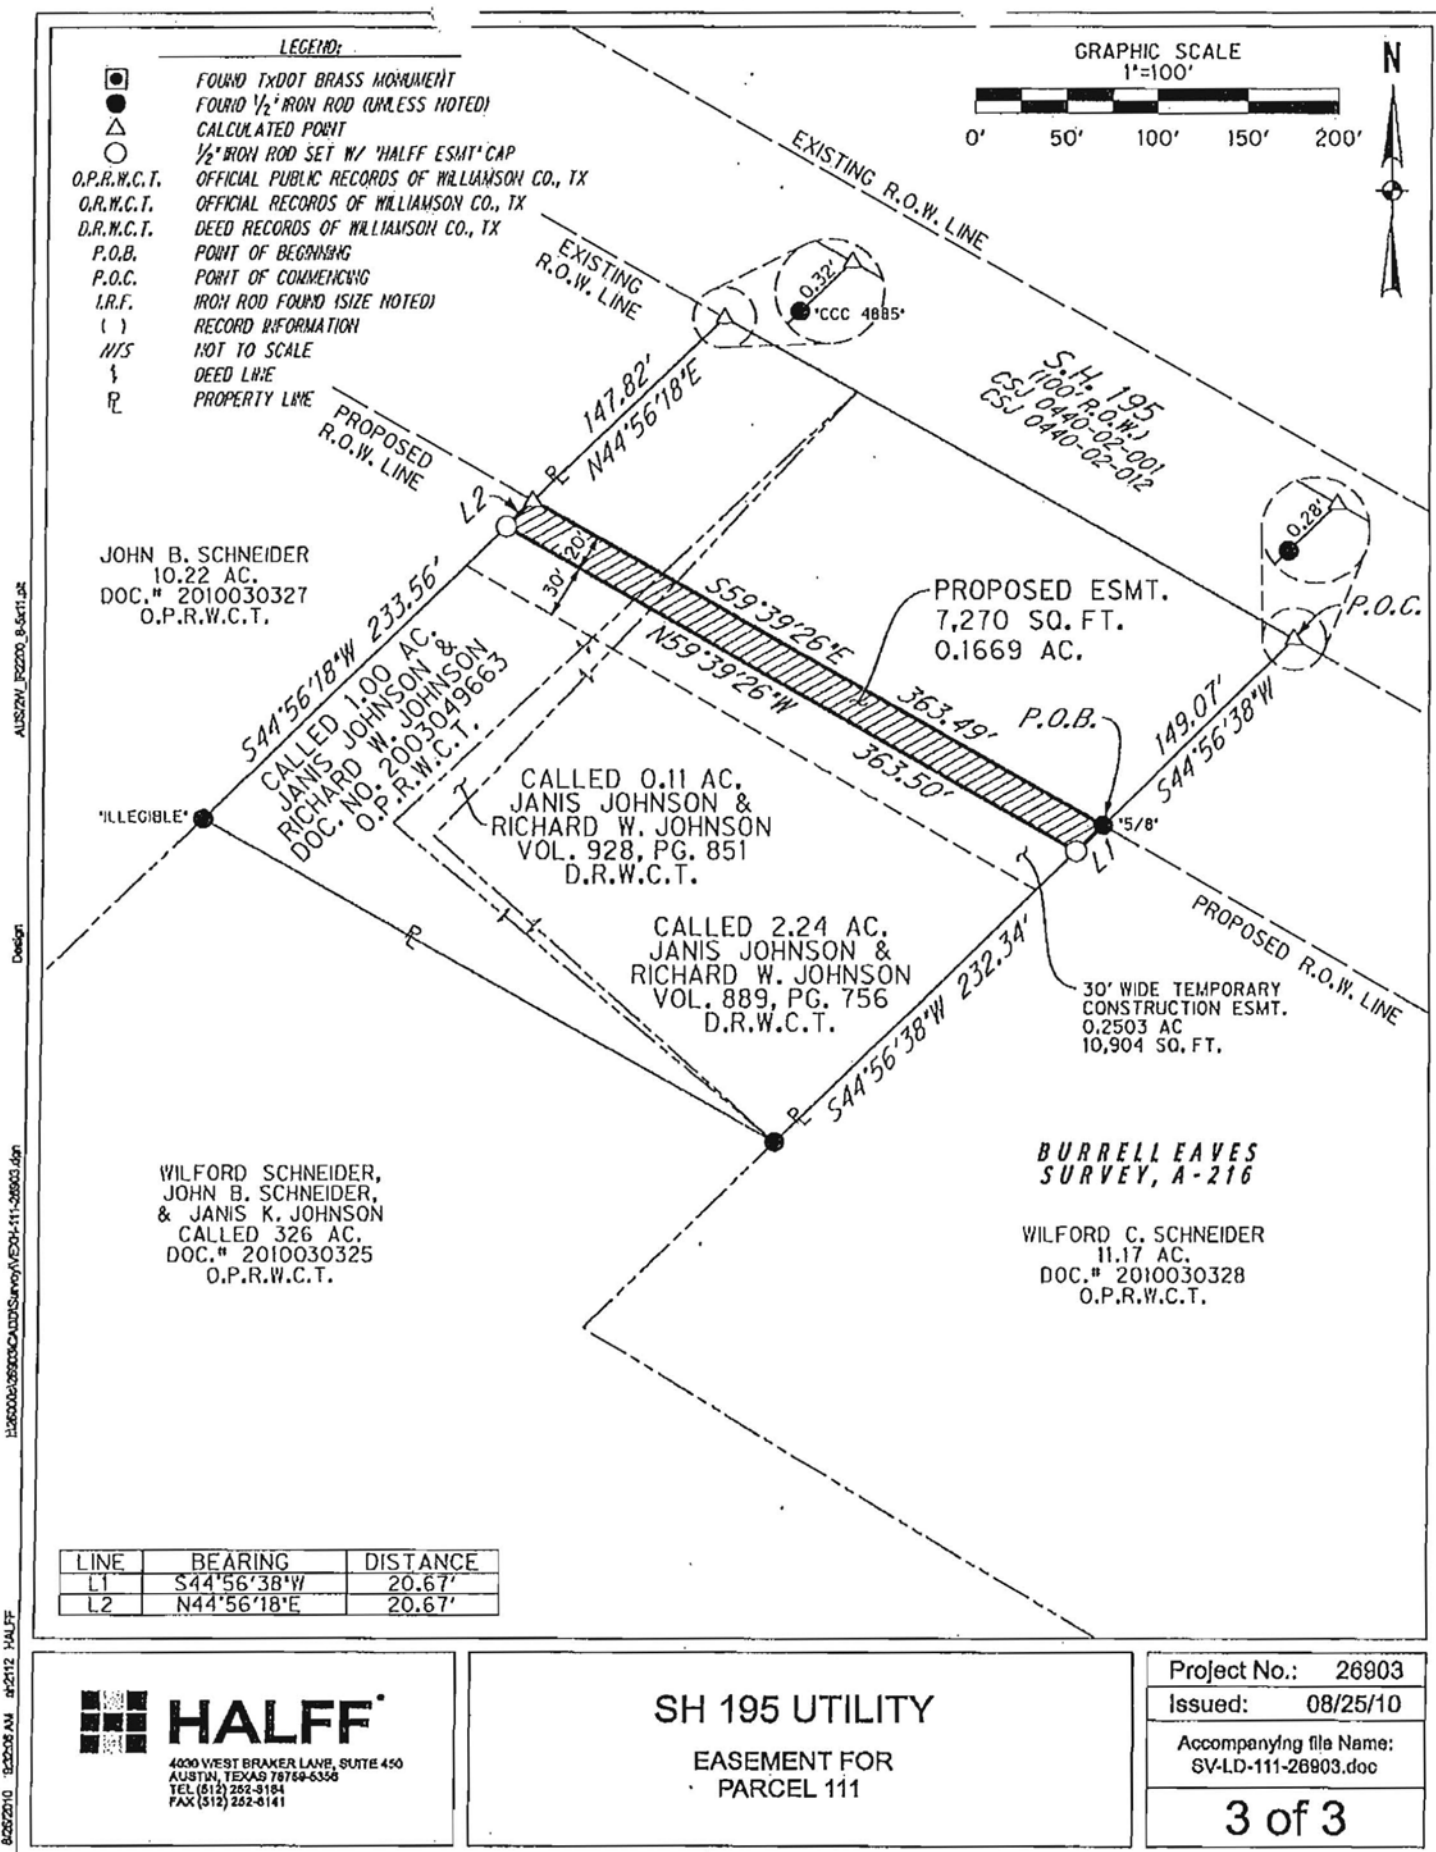 LEGEND:
FOUND TxDOT BRASS MONUMENT
FOUND 1/2" IRON ROD (UNLESS NOTED)
CALCULATED POINT
1/2" IRON ROD SET W/ "HALFF ESMT" CAP
O.P.R.W.C.T. OFFICIAL PUBLIC RECORDS OF WILLIAMSON CO., TX
O.R.W.C.T. OFFICIAL RECORDS OF WILLIAMSON CO., TX
D.R.W.C.T. DEED RECORDS OF WILLIAMSON CO., TX
P.O.B. POINT OF BEGINNING
P.O.C. POINT OF COMMENCING
I.R.F. IRON ROD FOUND (SIZE NOTED)
( ) RECORD INFORMATION
N/S NOT TO SCALE
DEED LINE
PL PROPERTY LINE
GRAPHIC SCALE
1"=100'
0' 50' 100' 150' 200'
N
EXISTING R.O.W. LINE
EXISTING
R.O.W. LINE
0.32'
"CCC 4885"
S.H. 195
(100' R.O.W.)
CSJ 0440-02-001
CSJ 0440-02-012
147.82'
N44°56'18"E
PL
PROPOSED
R.O.W. LINE
L2
0.28'
P.O.C.
JOHN B. SCHNEIDER
10.22 AC.
DOC.# 2010030327
O.P.R.W.C.T.
20'
30'
S59°39'26"E
363.49'
N59°39'26"W
363.50'
PROPOSED ESMT.
7,270 SQ. FT.
0.1669 AC.
P.O.B.
149.07'
S44°56'38"W
"5/8"
L1
S44°56'18"W 233.56'
CALLED 1.00 AC.
JANIS JOHNSON &
RICHARD W. JOHNSON
DOC. NO. 2003049663
O.P.R.W.C.T.
"ILLEGIBLE"
CALLED 0.11 AC.
JANIS JOHNSON &
RICHARD W. JOHNSON
VOL. 928, PG. 851
D.R.W.C.T.
PL
CALLED 2.24 AC.
JANIS JOHNSON &
RICHARD W. JOHNSON
VOL. 889, PG. 756
D.R.W.C.T.
S44°56'38"W 232.34'
PL
PROPOSED R.O.W. LINE
30' WIDE TEMPORARY
CONSTRUCTION ESMT.
0.2503 AC
10,904 SQ. FT.
WILFORD SCHNEIDER,
JOHN B. SCHNEIDER,
& JANIS K. JOHNSON
CALLED 326 AC.
DOC.# 2010030325
O.P.R.W.C.T.
BURRELL EAVES
SURVEY, A-216
WILFORD C. SCHNEIDER
11.17 AC.
DOC.# 2010030328
O.P.R.W.C.T.
LINE BEARING DISTANCE
L1 S44°56'38"W 20.67'
L2 N44°56'18"E 20.67'
HALFF
4030 WEST BRAKER LANE, SUITE 450
AUSTIN, TEXAS 78759-5356
TEL (512) 252-8184
FAX (512) 252-8141
SH 195 UTILITY
EASEMENT FOR
PARCEL 111
Project No.: 26903
Issued: 08/25/10
Accompanying file Name:
SV-LD-111-26903.doc
3 of 3
Design
8/26/2010 HALFF